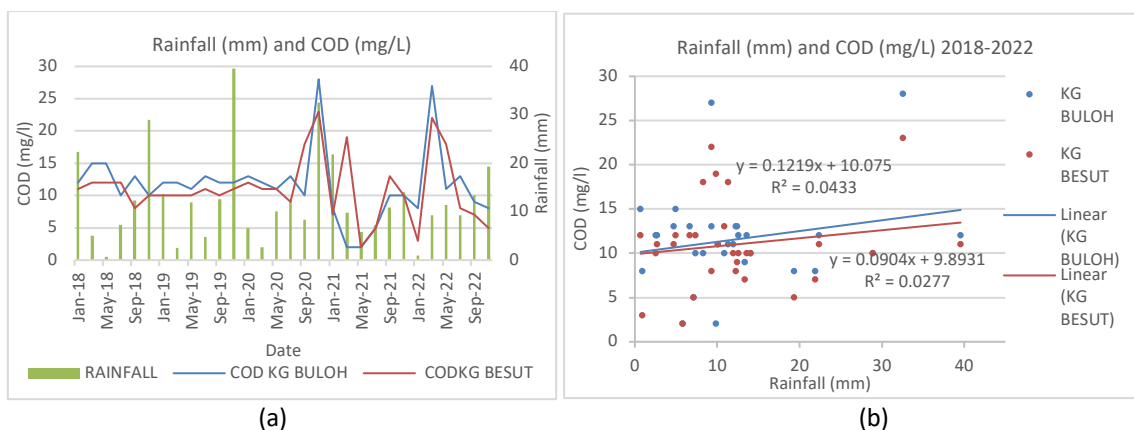 Rainfall (mm) and COD (mg/L)
COD (mg/l)
30
25
20
15
10
5
0
40
30
20
10
0
Rainfall (mm)
Jan-18
May-18
Sep-18
Jan-19
May-19
Sep-19
Jan-20
May-20
Sep-20
Jan-21
May-21
Sep-21
Jan-22
May-22
Sep-22
Date
RAINFALL
COD KG BULOH
CODKG BESUT
(a)
Rainfall (mm) and COD (mg/L) 2018-2022
COD (mg/l)
30
25
20
15
10
5
0
y = 0.1219x + 10.075
R² = 0.0433
y = 0.0904x + 9.8931
R² = 0.0277
0
10
20
30
40
Rainfall (mm)
KG
BULOH
KG
BESUT
Linear
(KG
BULOH)
Linear
(KG
BESUT)
(b)